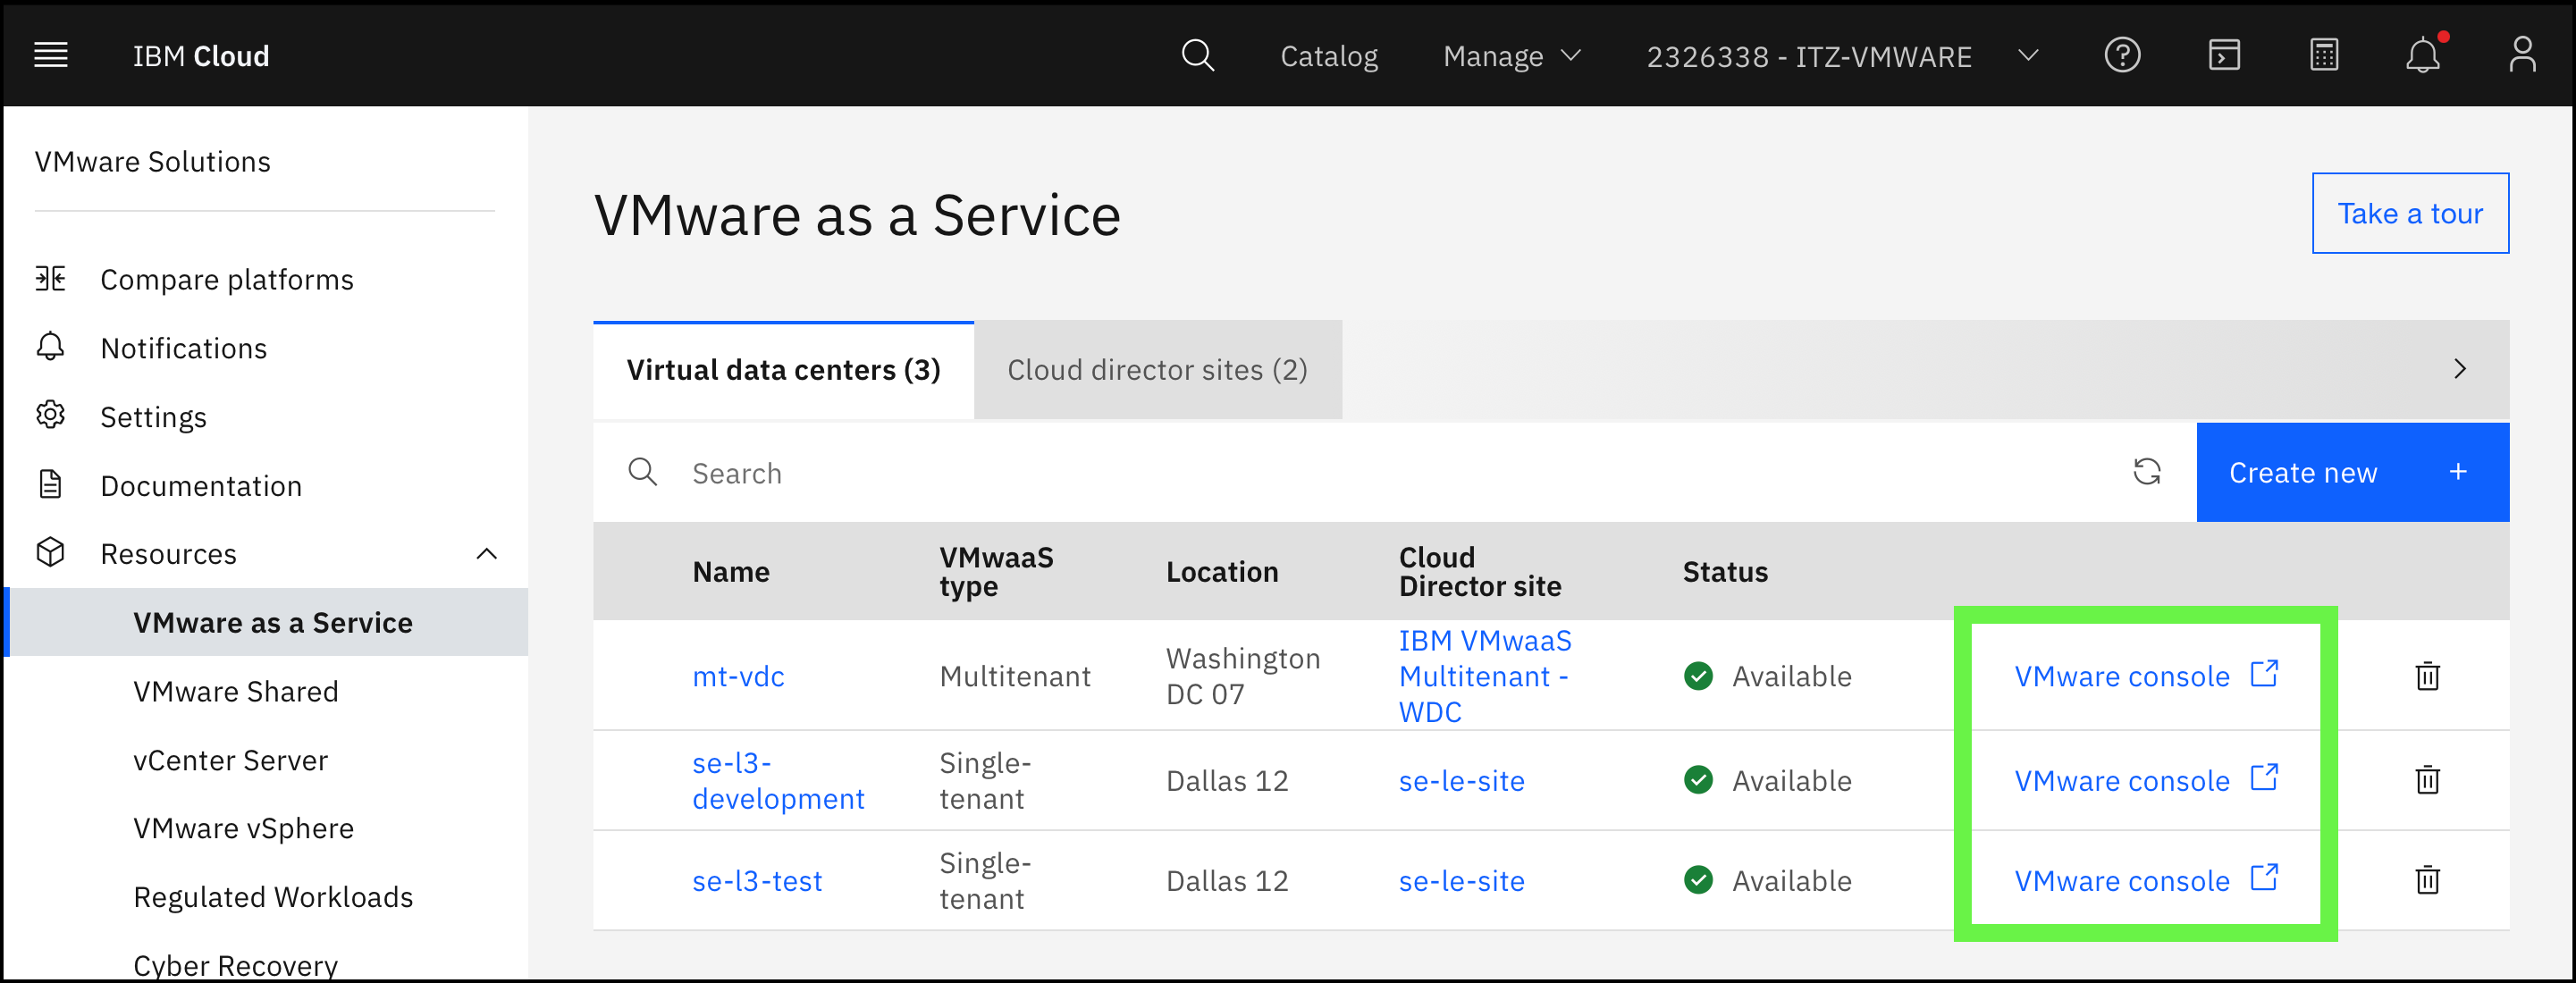 IBM Cloud
Catalog
Manage
2326338 - ITZ-VMWARE
VMware Solutions
Compare platforms
Notifications
Settings
Documentation
Resources
VMware as a Service
VMware Shared
vCenter Server
VMware vSphere
Regulated Workloads
Cyber Recovery
VMware as a Service
Take a tour
Virtual data centers (3)
Cloud director sites (2)
Search
Create new +
Name
VMwaaS
type
Location
Cloud
Director site
Status
mt-vdc
Multitenant
Washington
DC 07
IBM VMwaaS
Multitenant -
WDC
Available
VMware console
se-l3-
development
Single-
tenant
Dallas 12
se-le-site
Available
VMware console
se-l3-test
Single-
tenant
Dallas 12
se-le-site
Available
VMware console